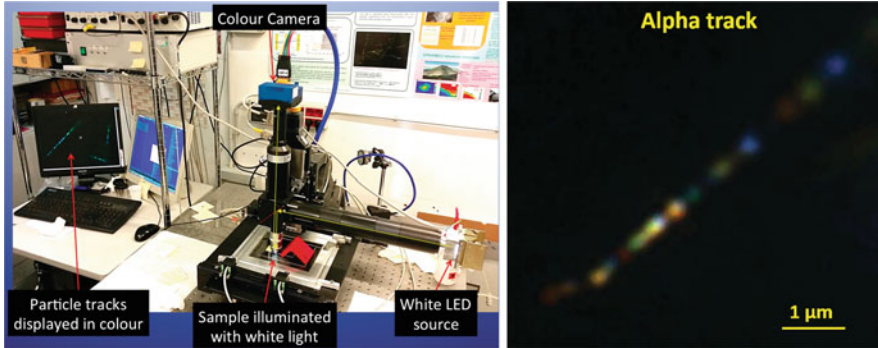 Colour Camera
Particle tracks
displayed in colour
Sample illuminated
with white light
White LED
source
Alpha track
1 µm